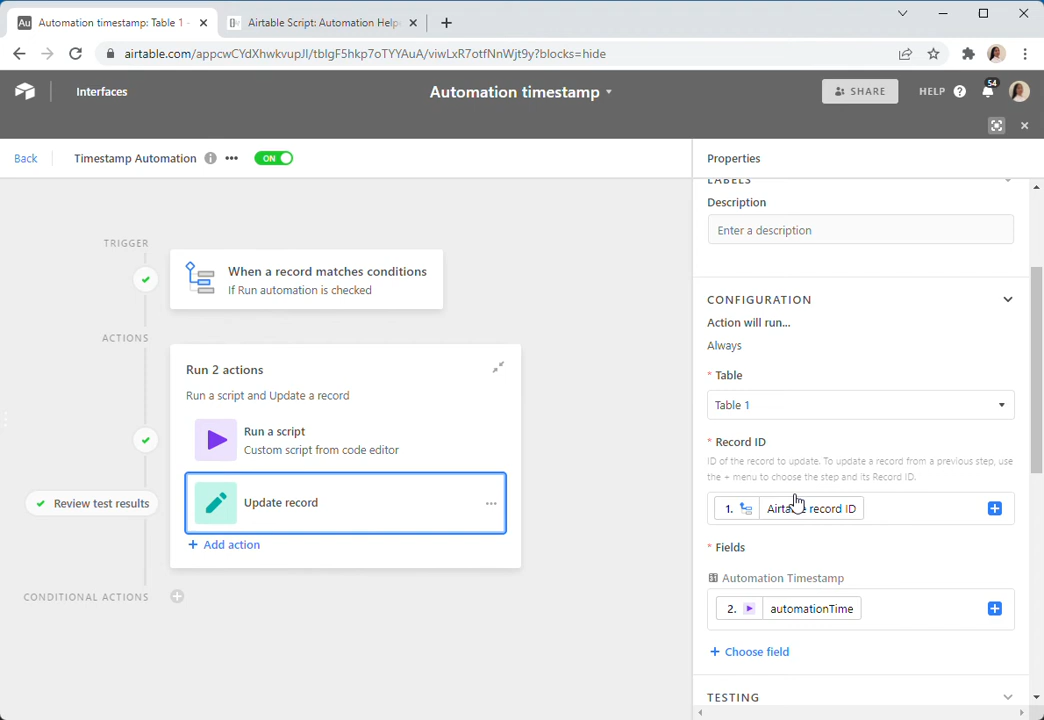 Automation timestamp: Table 1 -
Airtable Script: Automation Help
airtable.com/appcwCYdXhwkvupJl/tblgF5hkp7oTYYAuA/viwLxR7otfNnWjt9y?blocks=hide
Interfaces
Automation timestamp
SHARE
HELP
54
Back
Timestamp Automation
ON
Properties
LABELS
Description
Enter a description
TRIGGER
When a record matches conditions
If Run automation is checked
ACTIONS
Run 2 actions
Run a script and Update a record
Run a script
Custom script from code editor
Review test results
Update record
+ Add action
CONDITIONAL ACTIONS
CONFIGURATION
Action will run...
Always
* Table
Table 1
* Record ID
ID of the record to update. To update a record from a previous step, use
the + menu to choose the step and its Record ID.
1. Airtable record ID
* Fields
Automation Timestamp
2. automationTime
+ Choose field
TESTING